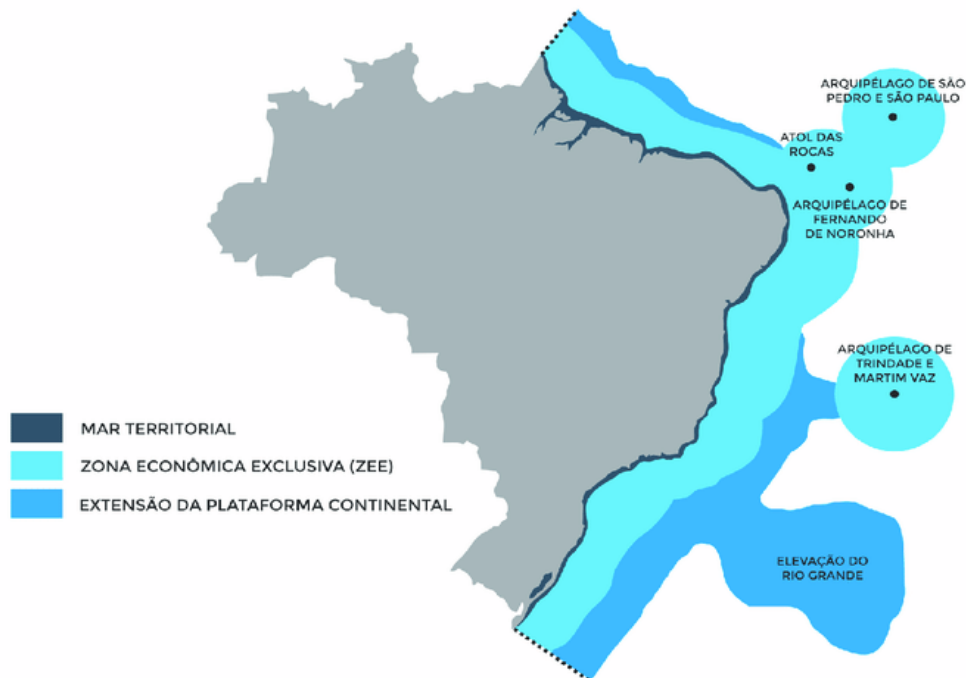 ARQUIPÉLAGO DE SÃO
PEDRO E SÃO PAULO
ATOL DAS
ROCAS
ARQUIPÉLAGO DE
FERNANDO
DE NORONHA
ARQUIPÉLAGO DE
TRINDADE E
MARTIM VAZ
MAR TERRITORIAL
ZONA ECONÔMICA EXCLUSIVA (ZEE)
EXTENSÃO DA PLATAFORMA CONTINENTAL
ELEVAÇÃO DO
RIO GRANDE